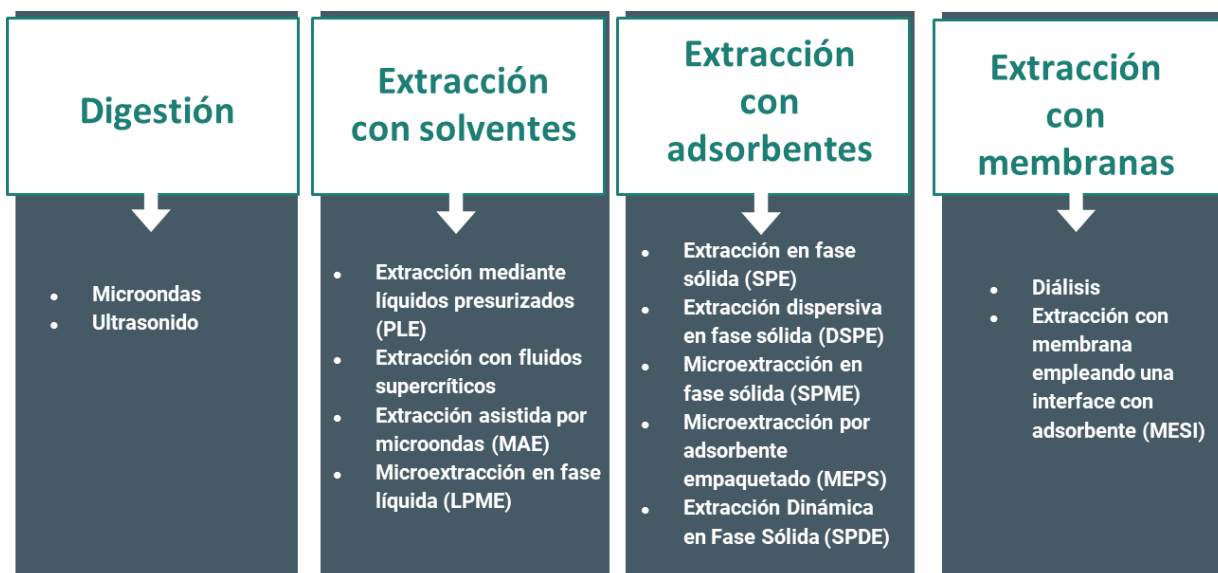 Digestión
Microondas
Ultrasonido
Extracción
con solventes
Extracción mediante
líquidos presurizados
(PLE)
Extracción con fluidos
supercríticos
Extracción asistida por
microondas (MAE)
Microextracción en fase
líquida (LPME)
Extracción
con
adsorbentes
Extracción en fase
sólida (SPE)
Extracción dispersiva
en fase sólida (DSPE)
Microextracción en
fase sólida (SPME)
Microextracción por
adsorbente
empaquetado (MEPS)
Extracción Dinámica
en Fase Sólida (SPDE)
Extracción
con
membranas
Diálisis
Extracción con
membrana
empleando una
interface con
adsorbente (MESI)